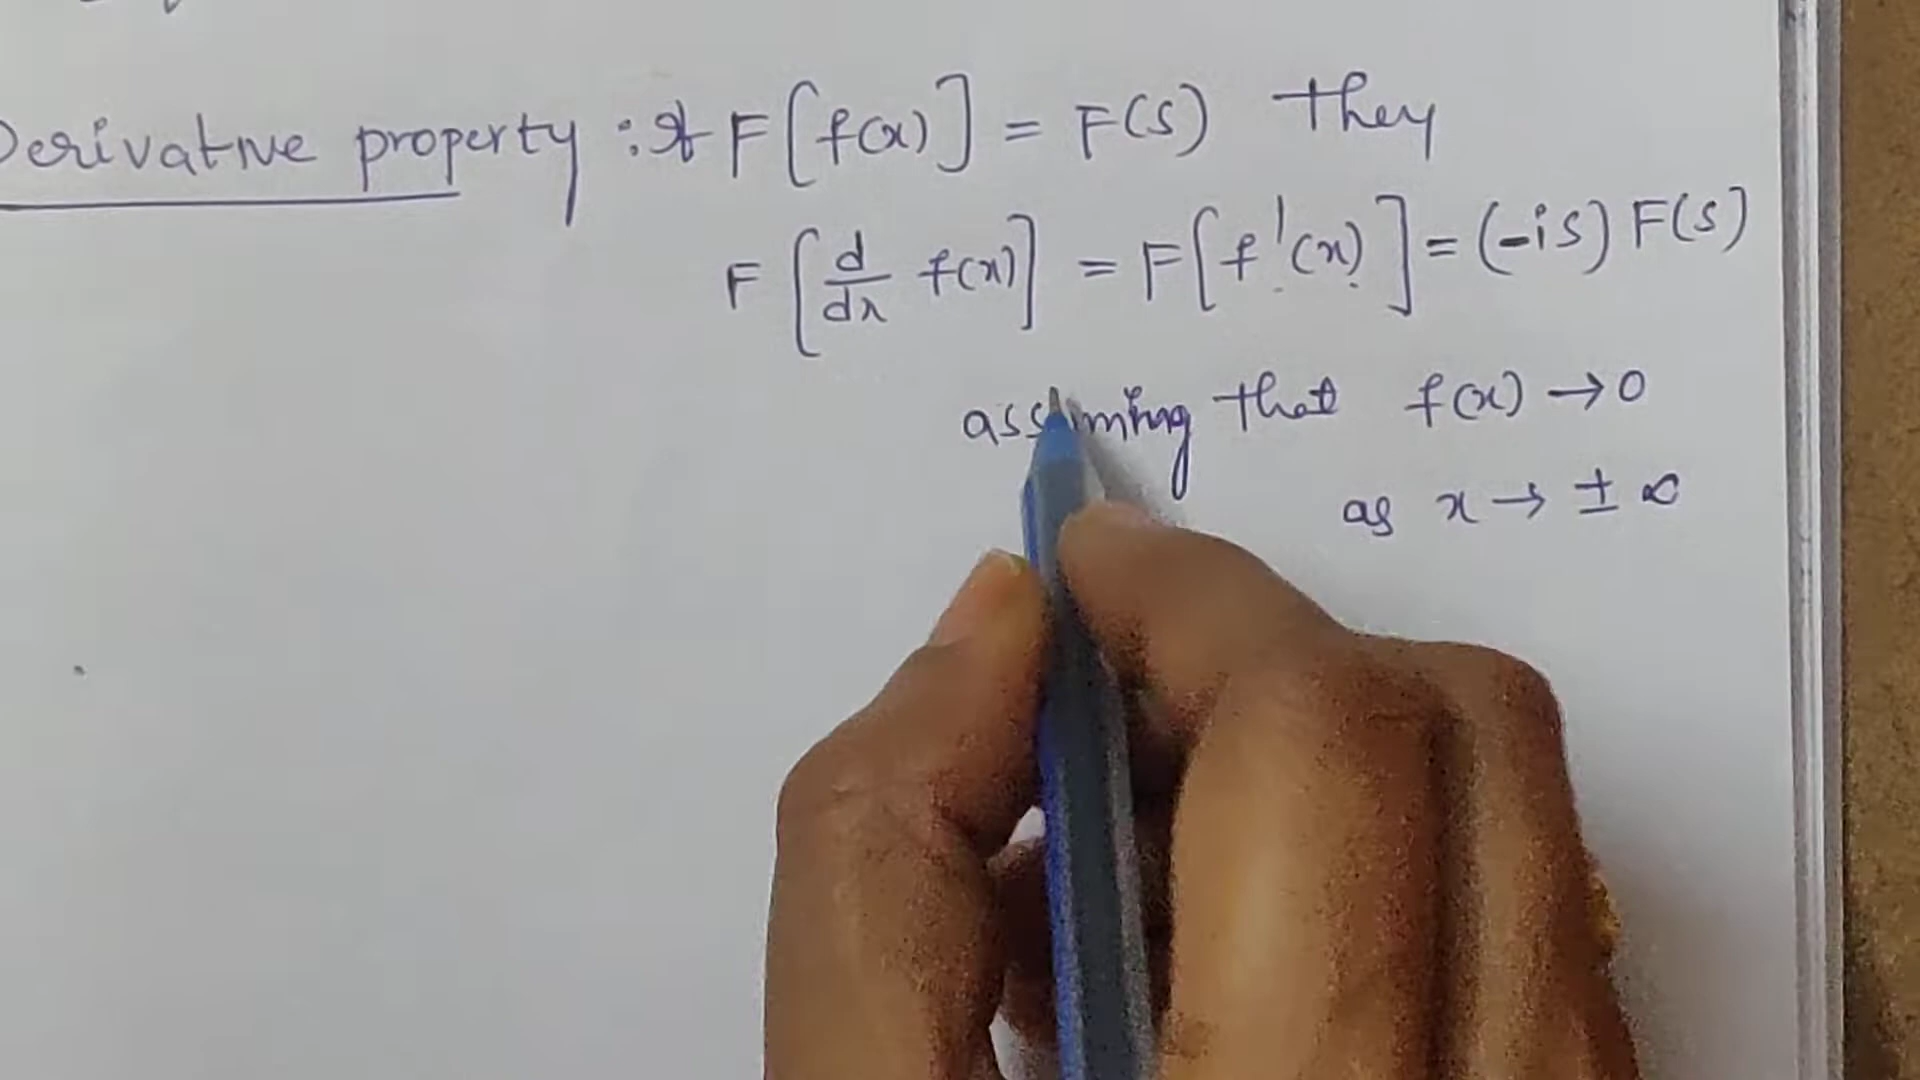 Derivative property : If F[f(x)] = F(s) then
F[d/dx f(x)] = F[f'(x)] = (-is) F(s)
assuming that f(x) → 0
as x → ± ∞